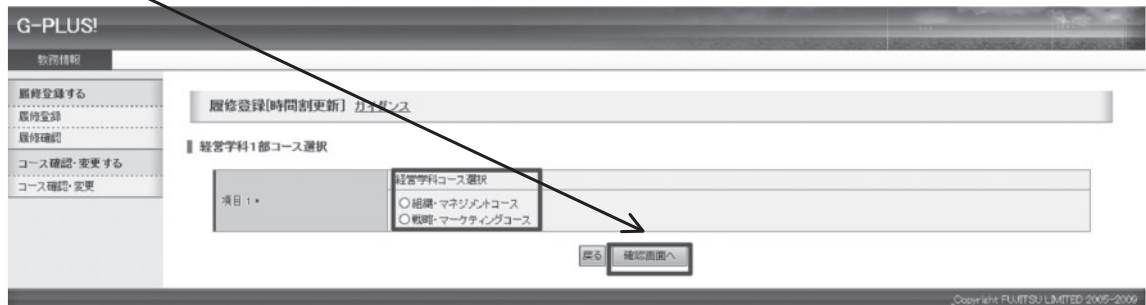 G-PLUS!
教務情報
履修登録する
履修登録
履修確認
コース確認・変更する
コース確認・変更
履修登録[時間割更新] ガイダンス
経営学科1部コース選択
項目 1 *
経営学科コース選択
○組織・マネジメントコース
○戦略・マーケティングコース
戻る 確認画面へ
Copyright FUJITSU LIMITED 2005-2009